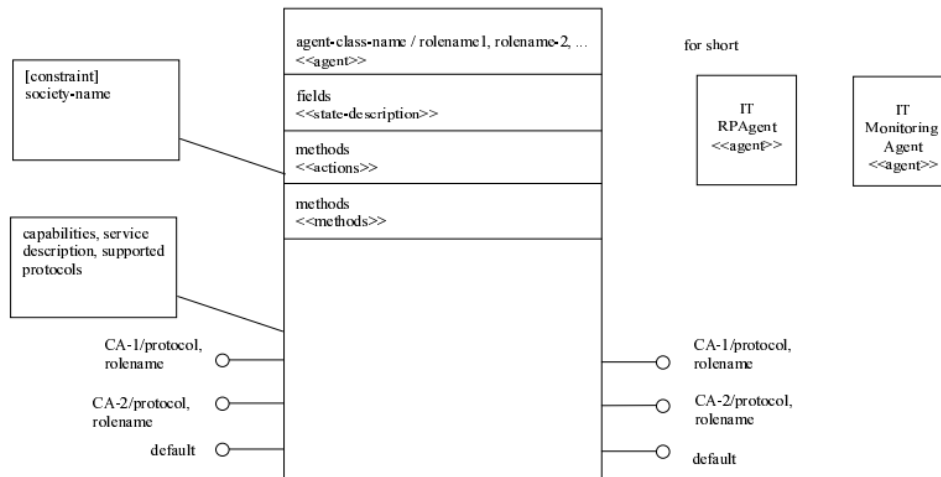 agent-class-name / rolename1, rolename-2, ...
<<agent>>
for short
[constraint]
society-name
fields
<<state-description>>
IT
RPAgent
<<agent>>
IT
Monitoring
Agent
<<agent>>
methods
<<actions>>
methods
<<methods>>
capabilities, service
description, supported
protocols
CA-1/protocol,
rolename
CA-2/protocol,
rolename
default
CA-1/protocol,
rolename
CA-2/protocol,
rolename
default